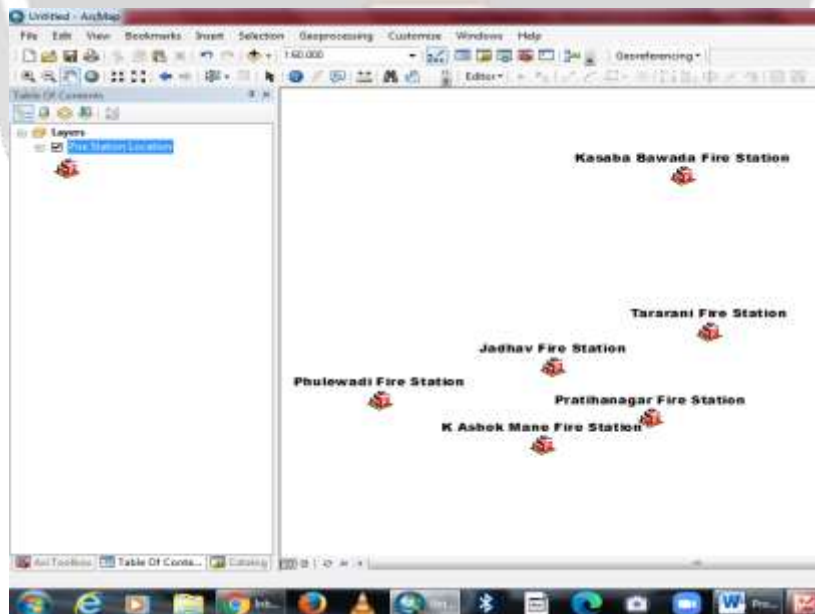 Untitled - ArcMap
File Edit View Bookmarks Insert Selection Geoprocessing Customize Windows Help
1:60,000
Georeferencing
Editor
Table Of Contents
Layers
Fire Station Location
Kasaba Bawada Fire Station
Tararani Fire Station
Jadhav Fire Station
Phulewadi Fire Station
Pratihanagar Fire Station
K Ashok Mane Fire Station
ArcToolbox Table Of Conte... Catalog